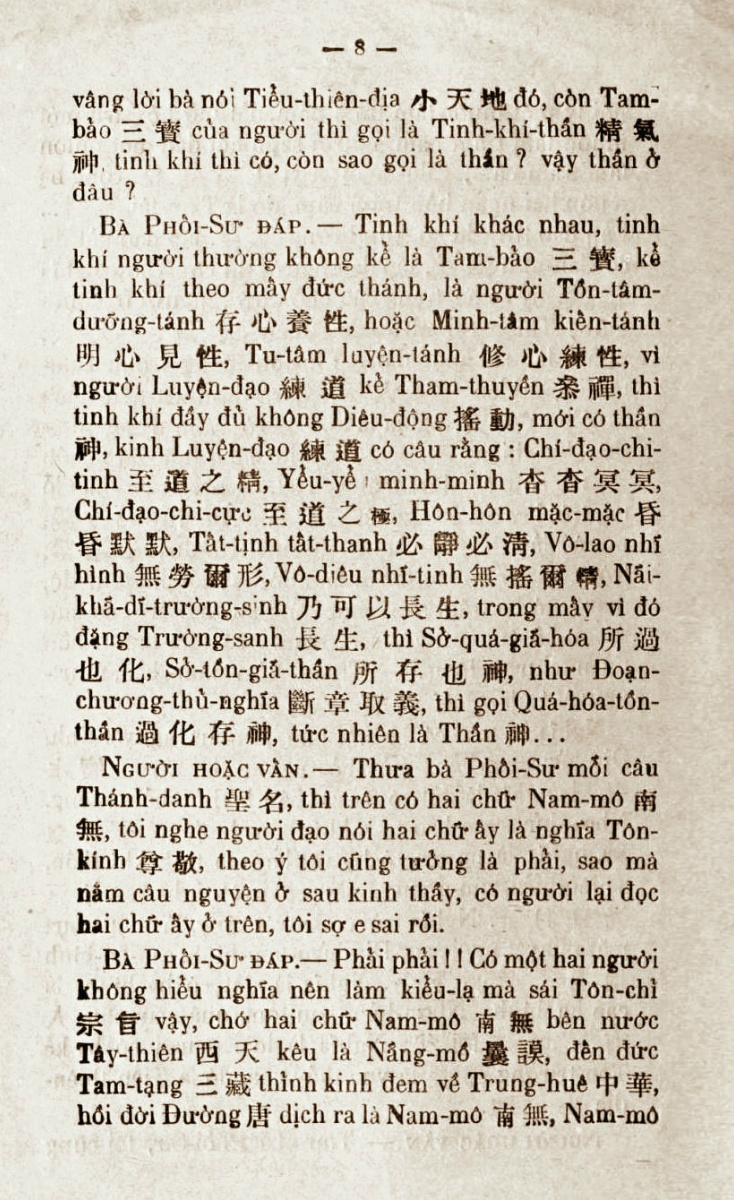 — 8 —
vâng lời bà nói Tiểu-thiên-địa 小天地 đó, còn Tam-
bảo 三寳 của người thì gọi là Tinh-khí-thần 精氣
神, tinh khí thì có, còn sao gọi là thần ? vậy thần ở
đâu ?
BÀ PHỐI-SƯ ĐÁP. — Tinh khí khác nhau, tinh
khí người thường không kể là Tam-bảo 三寳, kể
tinh khí theo mấy đức thánh, là người Tồn-tâm-
dưỡng-tánh 存心養性, hoặc Minh-tâm kiến-tánh
明心見性, Tu-tâm luyện-tánh 修心練性, vì
người Luyện-đạo 練道 kể Tham-thuyền 叅禪, thì
tinh khí đầy đủ không Diêu-động 搖動, mới có thần
神, kinh Luyện-đạo 練道 có câu rằng : Chí-đạo-chi-
tinh 至道之精, Yểu-yể minh-minh 杳杳冥冥,
Chí-đạo-chi-cực 至道之極, Hôn-hôn mặc-mặc 昏
昏默默, Tất-tịnh tất-thanh 必靜必淸, Vô-lao nhĩ
hình 無勞爾形, Vô-diêu nhĩ-tinh 無搖爾精, Nãi-
khả-dĩ-trường-sinh 乃可以長生, trong mấy vì đó
đặng Trường-sanh 長生, thì Sở-quá-giã-hóa 所過
也化, Sở-tồn-giã-thần 所存也神, như Đoạn-
chương-thủ-nghĩa 斷章取義, thì gọi Quá-hóa-tồn-
thần 過化存神, tức nhiên là Thần 神...
NGƯỜI HOẶC VẤN. — Thưa bà Phối-Sư mỗi câu
Thánh-danh 聖名, thì trên có hai chữ Nam-mô 南
無, tôi nghe người đạo nói hai chữ ấy là nghĩa Tôn-
kính 尊敬, theo ý tôi cũng tưởng là phải, sao mà
năm câu nguyện ở sau kinh thầy, có người lại đọc
hai chữ ấy ở trên, tôi sợ e sai rồi.
BÀ PHỐI-SƯ ĐÁP. — Phải phải ! ! Có một hai người
không hiểu nghĩa nên làm kiểu-lạ mà sái Tôn-chỉ
宗旨 vậy, chớ hai chữ Nam-mô 南無 bên nước
Tây-thiên 西天 kêu là Nẳng-mồ 曩謨, đến đức
Tam-tạng 三藏 thỉnh kinh đem về Trung-huê 中華,
hồi đời Đường 唐 dịch ra là Nam-mô 南無, Nam-mô